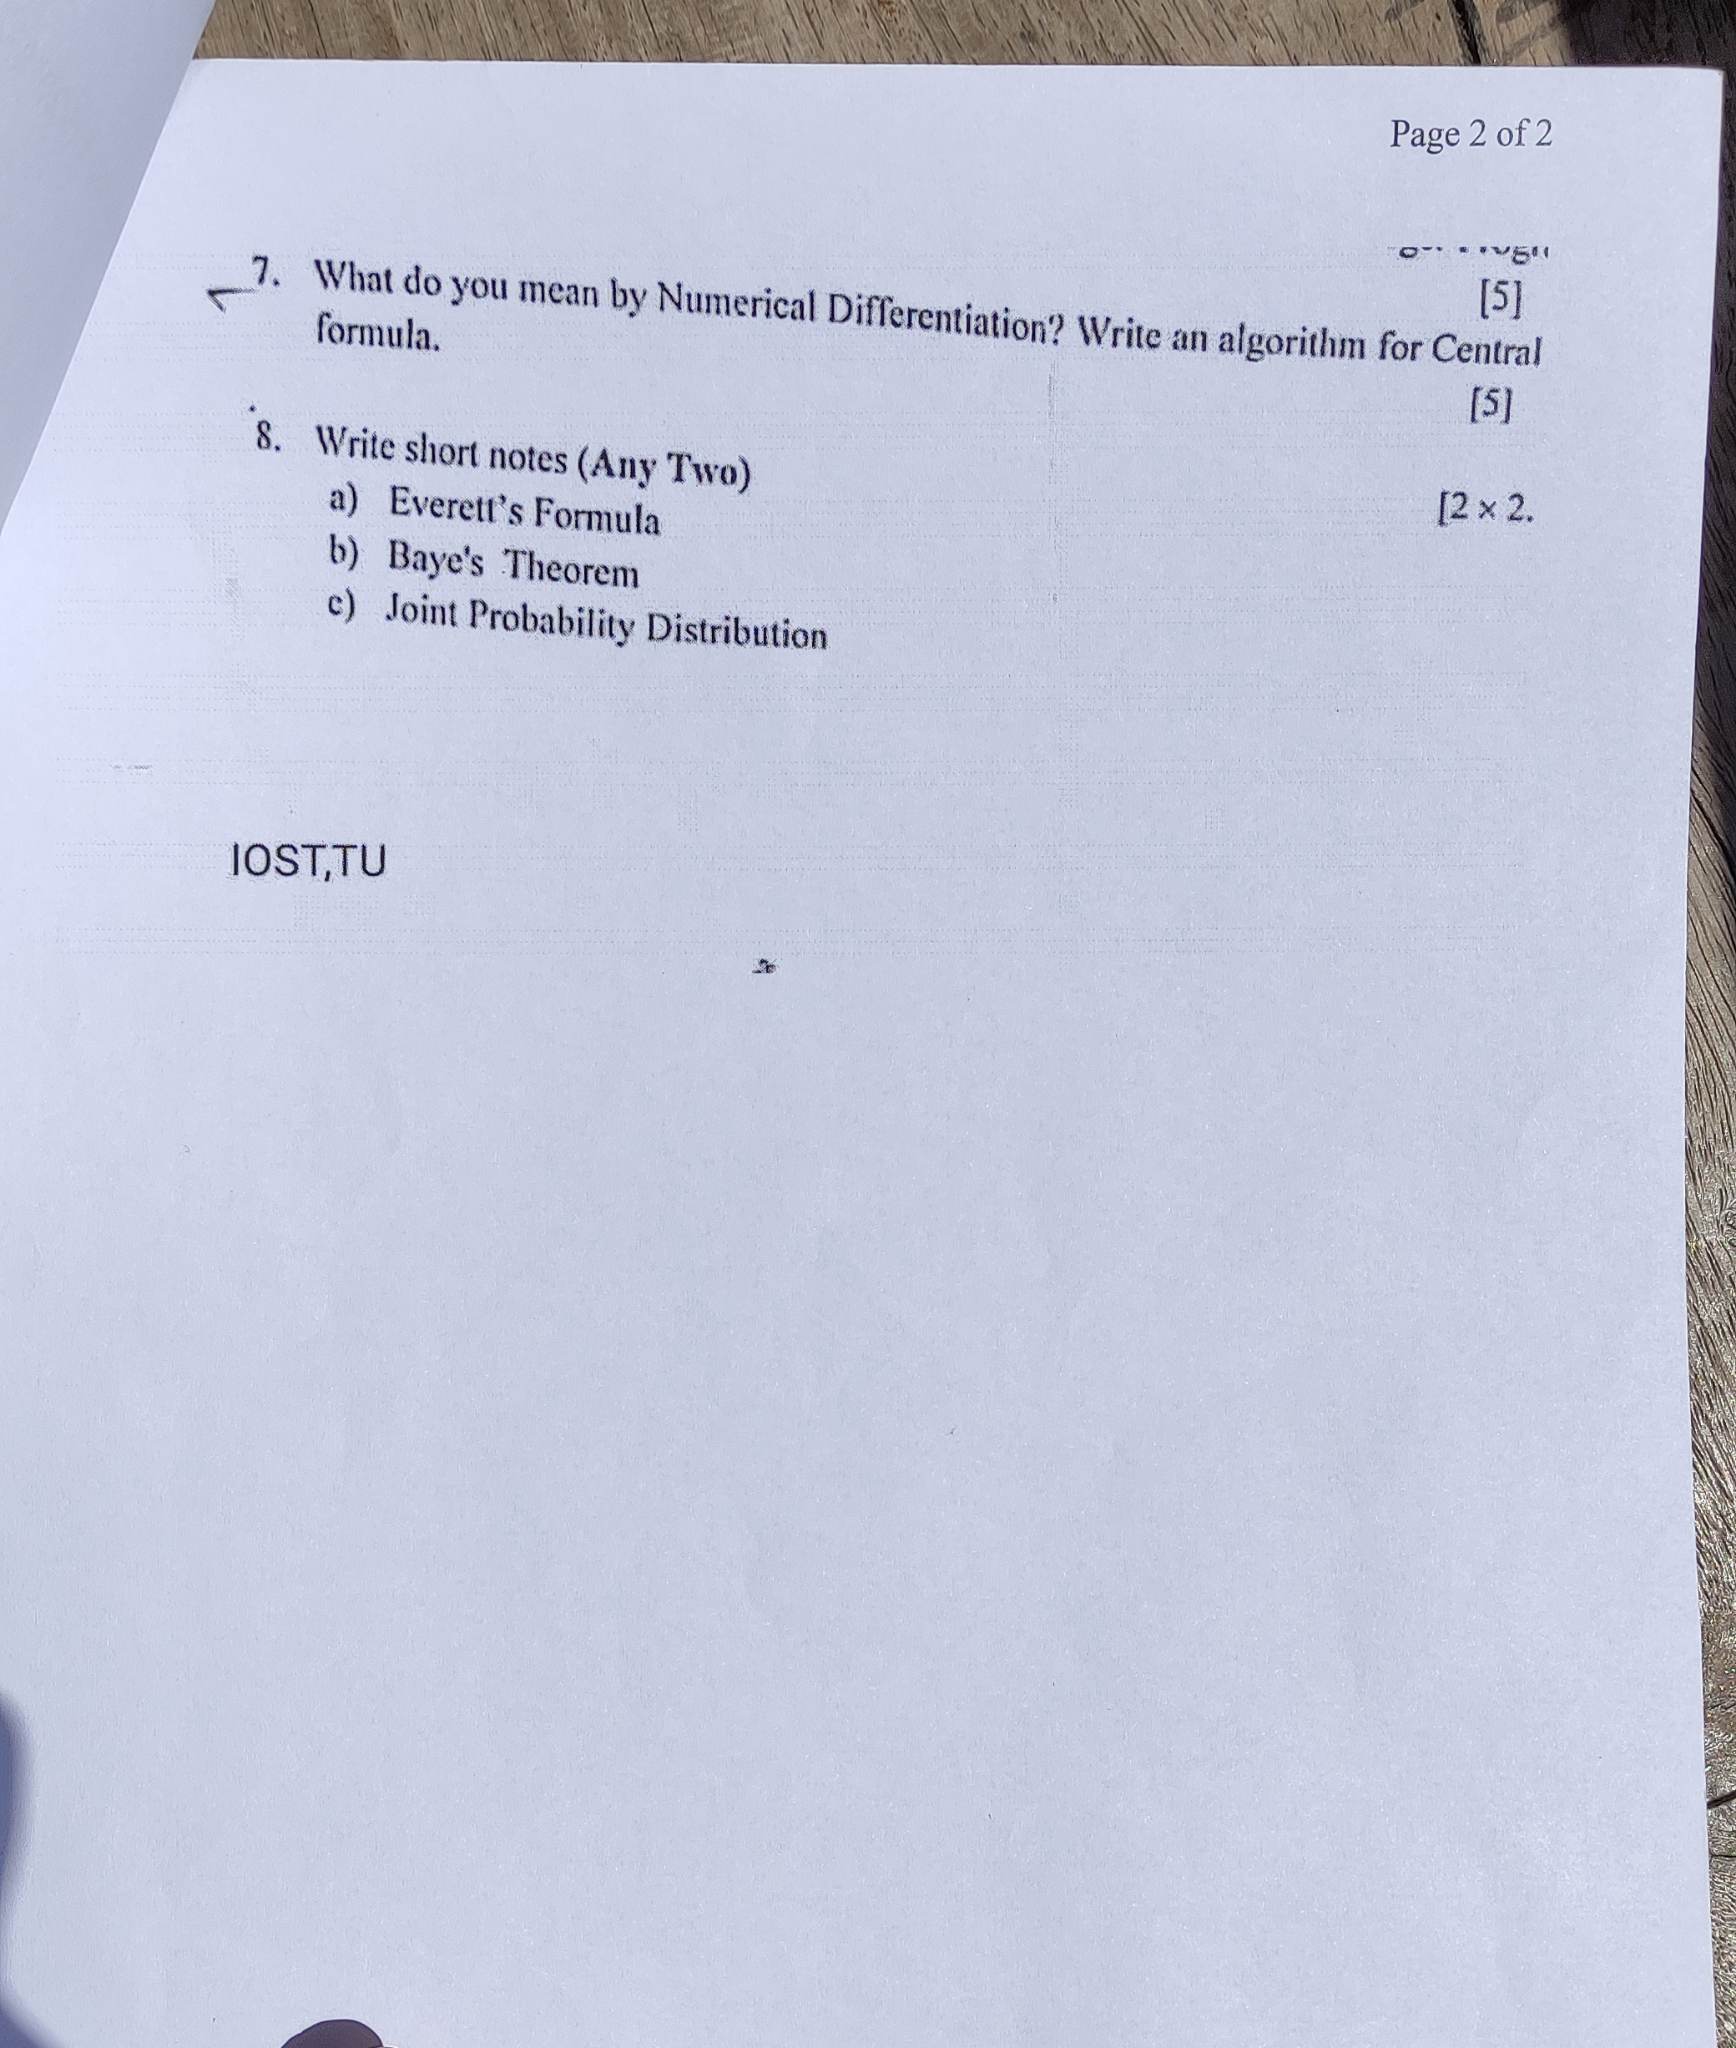 Page 2 of 2
[5]
7. What do you mean by Numerical Differentiation? Write an algorithm for Central
formula.
[5]
8. Write short notes (Any Two)
[2 × 2.
a) Everett’s Formula
b) Baye's Theorem
c) Joint Probability Distribution
IOST,TU